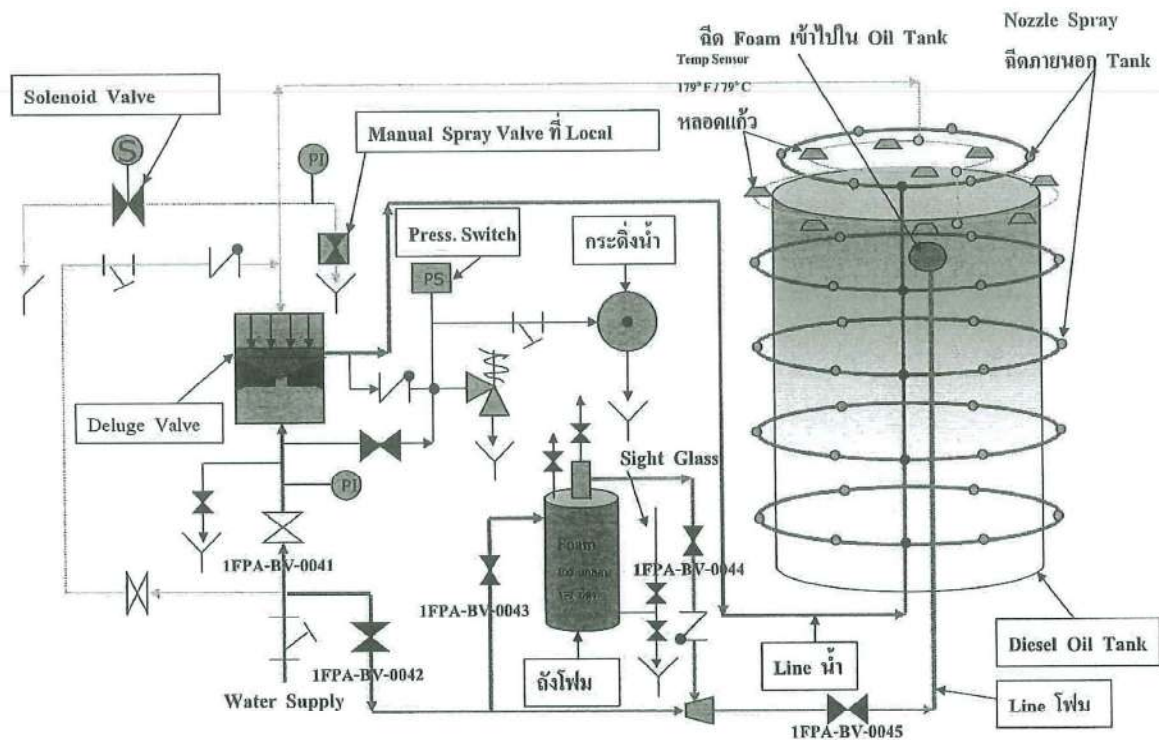 ฉีด Foam เข้าไปใน Oil Tank
Nozzle Spray
ฉีดภายนอก Tank
Temp Sensor
179° F / 79° C
หลอดแก้ว
Solenoid Valve
Manual Spray Valve ที่ Local
S
PI
Press. Switch
กระดิ่งน้ำ
PS
Deluge Valve
Sight Glass
PI
Foam
1FPA-BV-0041
1FPA-BV-0044
1FPA-BV-0043
1FPA-BV-0042
Water Supply
ถังโฟม
Line น้ำ
Diesel Oil Tank
Line โฟม
1FPA-BV-0045